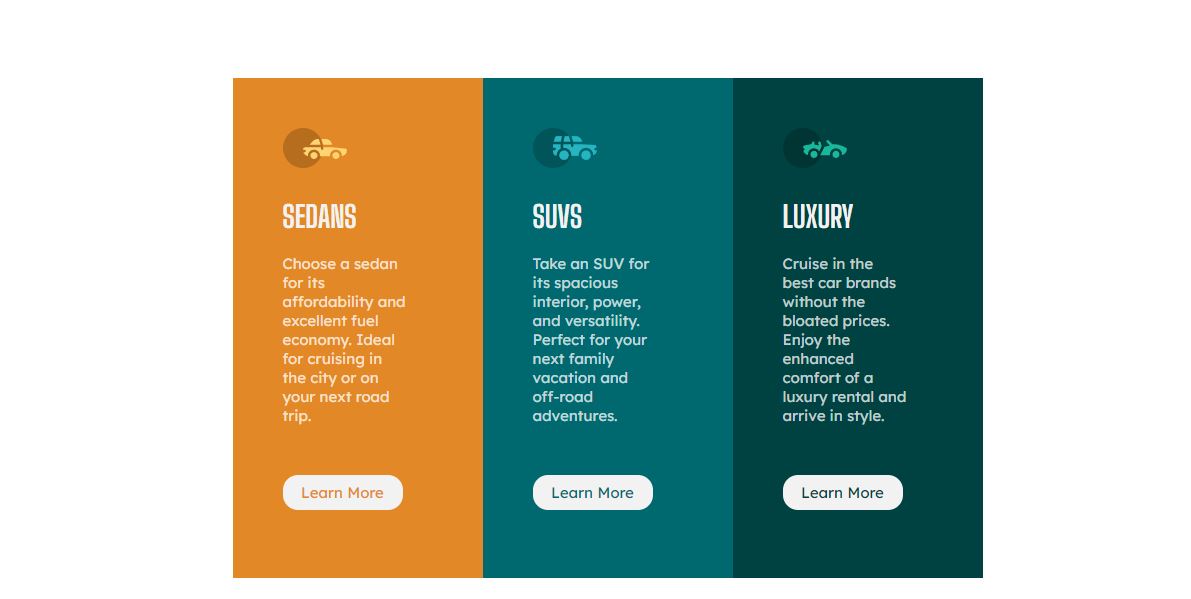 SEDANS
Choose a sedan
for its
affordability and
excellent fuel
economy. Ideal
for cruising in
the city or on
your next road
trip.
Learn More
SUVS
Take an SUV for
its spacious
interior, power,
and versatility.
Perfect for your
next family
vacation and
off-road
adventures.
Learn More
LUXURY
Cruise in the
best car brands
without the
bloated prices.
Enjoy the
enhanced
comfort of a
luxury rental and
arrive in style.
Learn More